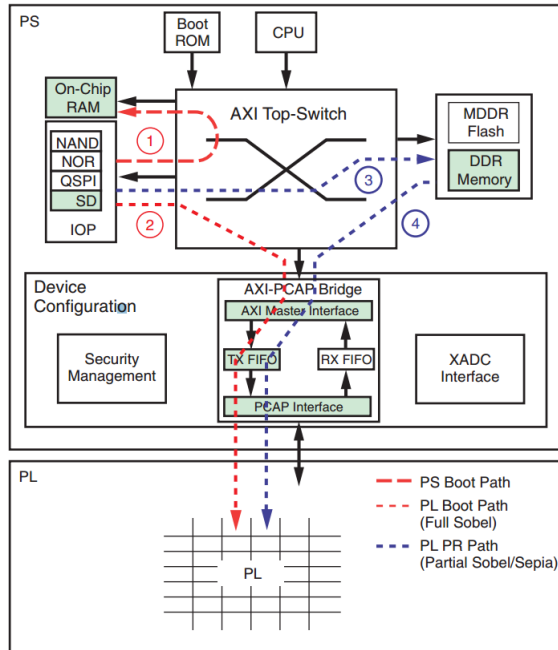 PS
Boot
ROM
CPU
On-Chip
RAM
AXI Top-Switch
MDDR
Flash
DDR
Memory
NAND
NOR
QSPI
SD
IOP
1
2
3
4
Device
Configuration
AXI-PCAP Bridge
AXI Master Interface
TX FIFO
RX FIFO
PCAP Interface
Security
Management
XADC
Interface
PL
PS Boot Path
PL Boot Path
(Full Sobel)
PL PR Path
(Partial Sobel/Sepia)
PL